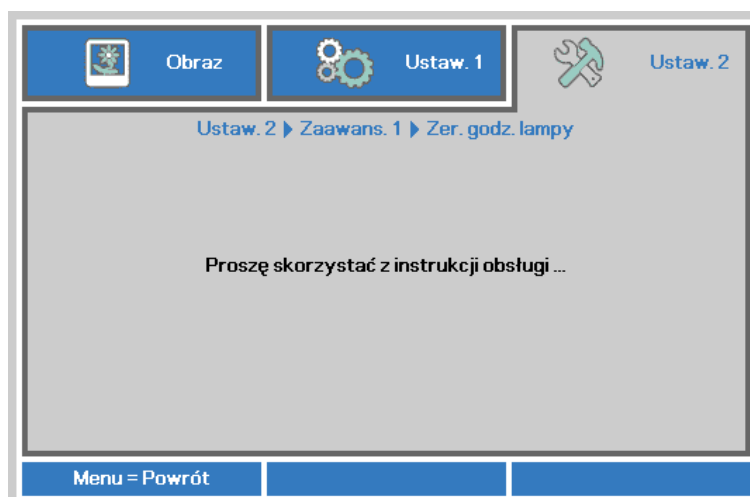 Obraz
Ustaw. 1
Ustaw. 2
Ustaw. 2 ▶ Zaawans. 1 ▶ Zer. godz. lampy
Proszę skorzystać z instrukcji obsługi ...
Menu = Powrót